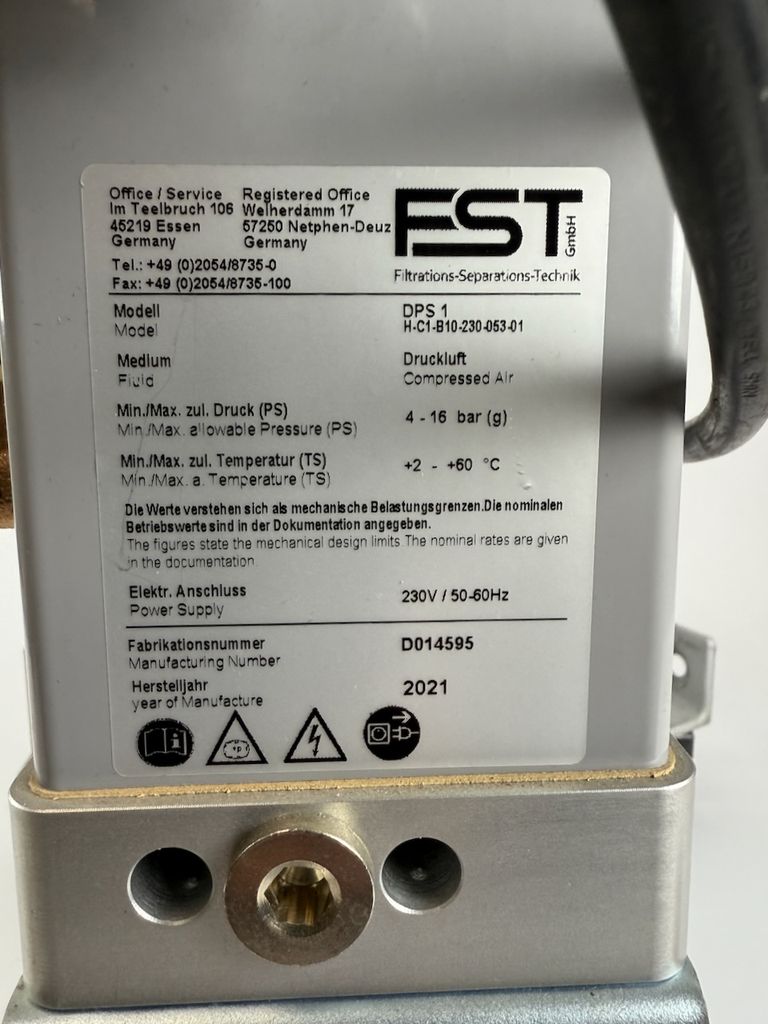 Office / Service
Im Teelbruch 106
45219 Essen
Germany
Tel.: +49 (0)2054/8735-0
Fax: +49 (0)2054/8735-100
Registered Office
Welherdamm 17
57250 Netphen-Deuz
Germany
FST GmbH
Filtrations-Separations-Technik
Modell DPS 1
Model H-C1-B10-230-053-01
Medium Druckluft
Fluid Compressed Air
Min./Max. zul. Druck (PS) 4 - 16 bar (g)
Min./Max. allowable Pressure (PS)
Min./Max. zul. Temperatur (TS) +2 - +60 °C
Min./Max. a. Temperature (TS)
Die Werte verstehen sich als mechanische Belastungsgrenzen.Die nominalen
Betriebswerte sind in der Dokumentation angegeben.
The figures state the mechanical design limits.The nominal rates are given
in the documentation.
Elektr. Anschluss 230V / 50-60Hz
Power Supply
Fabrikationsnummer D014595
Manufacturing Number
Herstelljahr 2021
year of Manufacture